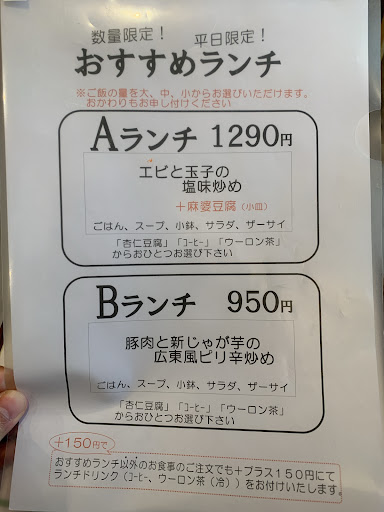 数量限定！ 平日限定！
おすすめランチ
※ご飯の量を大、中、小からお選びいただけます。
おかわりもお申し付けください
Aランチ 1290円
エビと玉子の
塩味炒め
＋麻婆豆腐（小皿）
ごはん、スープ、小鉢、サラダ、ザーサイ
「杏仁豆腐」「ｺｰﾋｰ」「ウーロン茶」
からおひとつお選び下さい
Bランチ 950円
豚肉と新じゃが芋の
広東風ピリ辛炒め
ごはん、スープ、小鉢、サラダ、ザーサイ
「杏仁豆腐」「ｺｰﾋｰ」「ウーロン茶」
からおひとつお選び下さい
＋150円で
おすすめランチ以外のお食事のご注文でも＋プラス１５０円にて
ランチドリンク（ｺｰﾋｰ、ウーロン茶（冷））をお付けいたします。